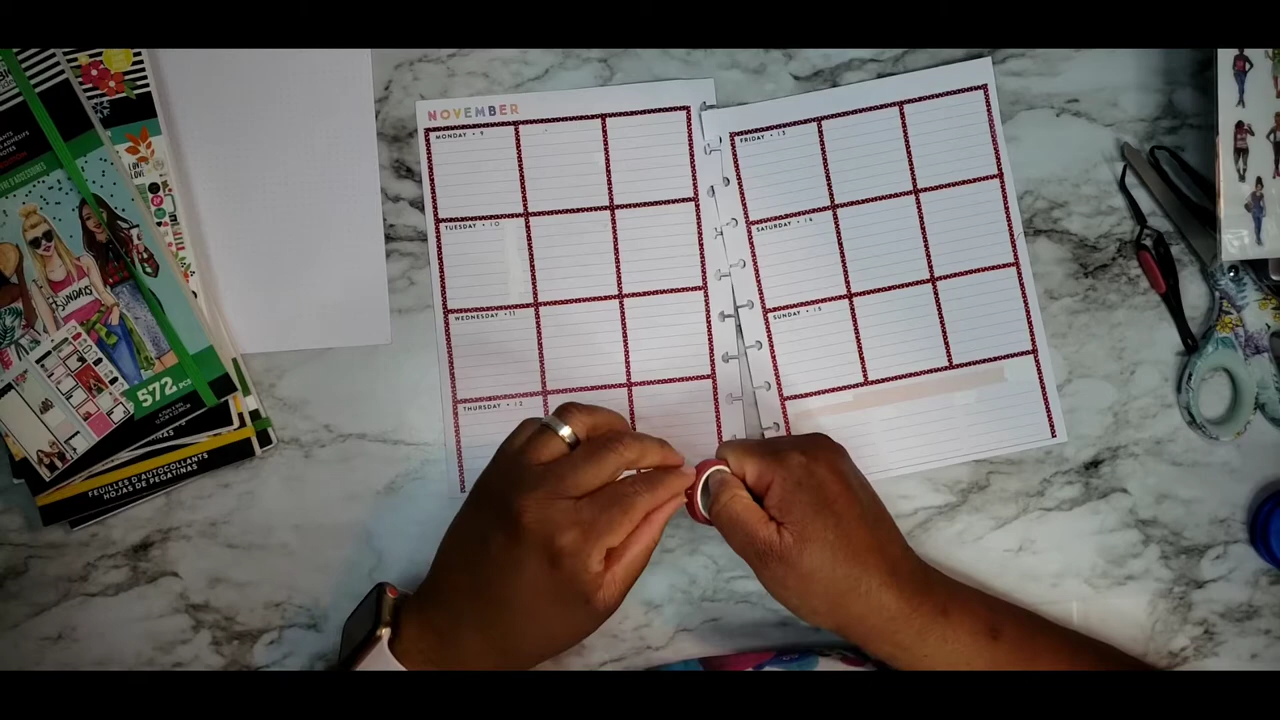 NOVEMBER
MONDAY • 9
TUESDAY • 10
WEDNESDAY • 11
THURSDAY • 12
FRIDAY • 13
SATURDAY • 14
SUNDAY • 15
SUNDAYS
572 PCS
FEUILLES D'AUTOCOLLANTS
HOJAS DE PEGATINAS